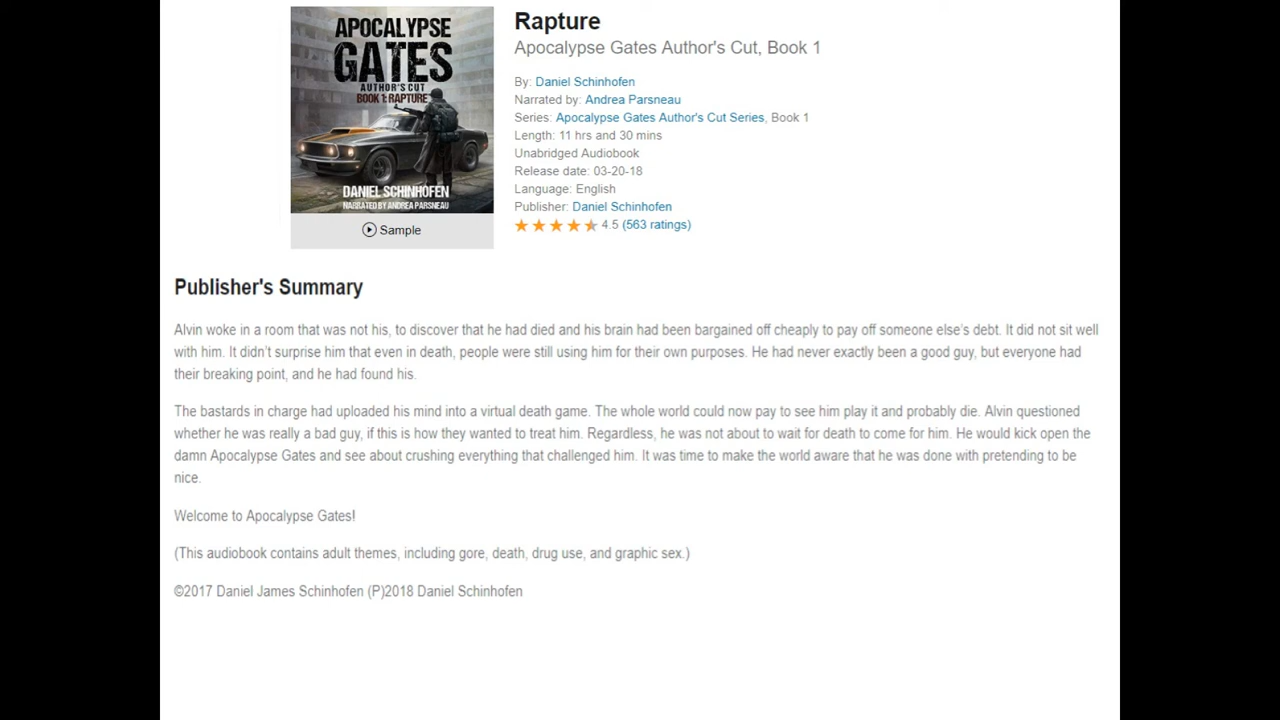 APOCALYPSE
GATES
AUTHOR'S CUT
BOOK 1: RAPTURE
DANIEL SCHINHOFEN
NARRATED BY ANDREA PARSNEAU
Sample
Rapture
Apocalypse Gates Author's Cut, Book 1
By: Daniel Schinhofen
Narrated by: Andrea Parsneau
Series: Apocalypse Gates Author's Cut Series, Book 1
Length: 11 hrs and 30 mins
Unabridged Audiobook
Release date: 03-20-18
Language: English
Publisher: Daniel Schinhofen
4.5 (563 ratings)
Publisher's Summary
Alvin woke in a room that was not his, to discover that he had died and his brain had been bargained off cheaply to pay off someone else's debt. It did not sit well
with him. It didn't surprise him that even in death, people were still using him for their own purposes. He had never exactly been a good guy, but everyone had
their breaking point, and he had found his.
The bastards in charge had uploaded his mind into a virtual death game. The whole world could now pay to see him play it and probably die. Alvin questioned
whether he was really a bad guy, if this is how they wanted to treat him. Regardless, he was not about to wait for death to come for him. He would kick open the
damn Apocalypse Gates and see about crushing everything that challenged him. It was time to make the world aware that he was done with pretending to be
nice.
Welcome to Apocalypse Gates!
(This audiobook contains adult themes, including gore, death, drug use, and graphic sex.)
©2017 Daniel James Schinhofen (P)2018 Daniel Schinhofen